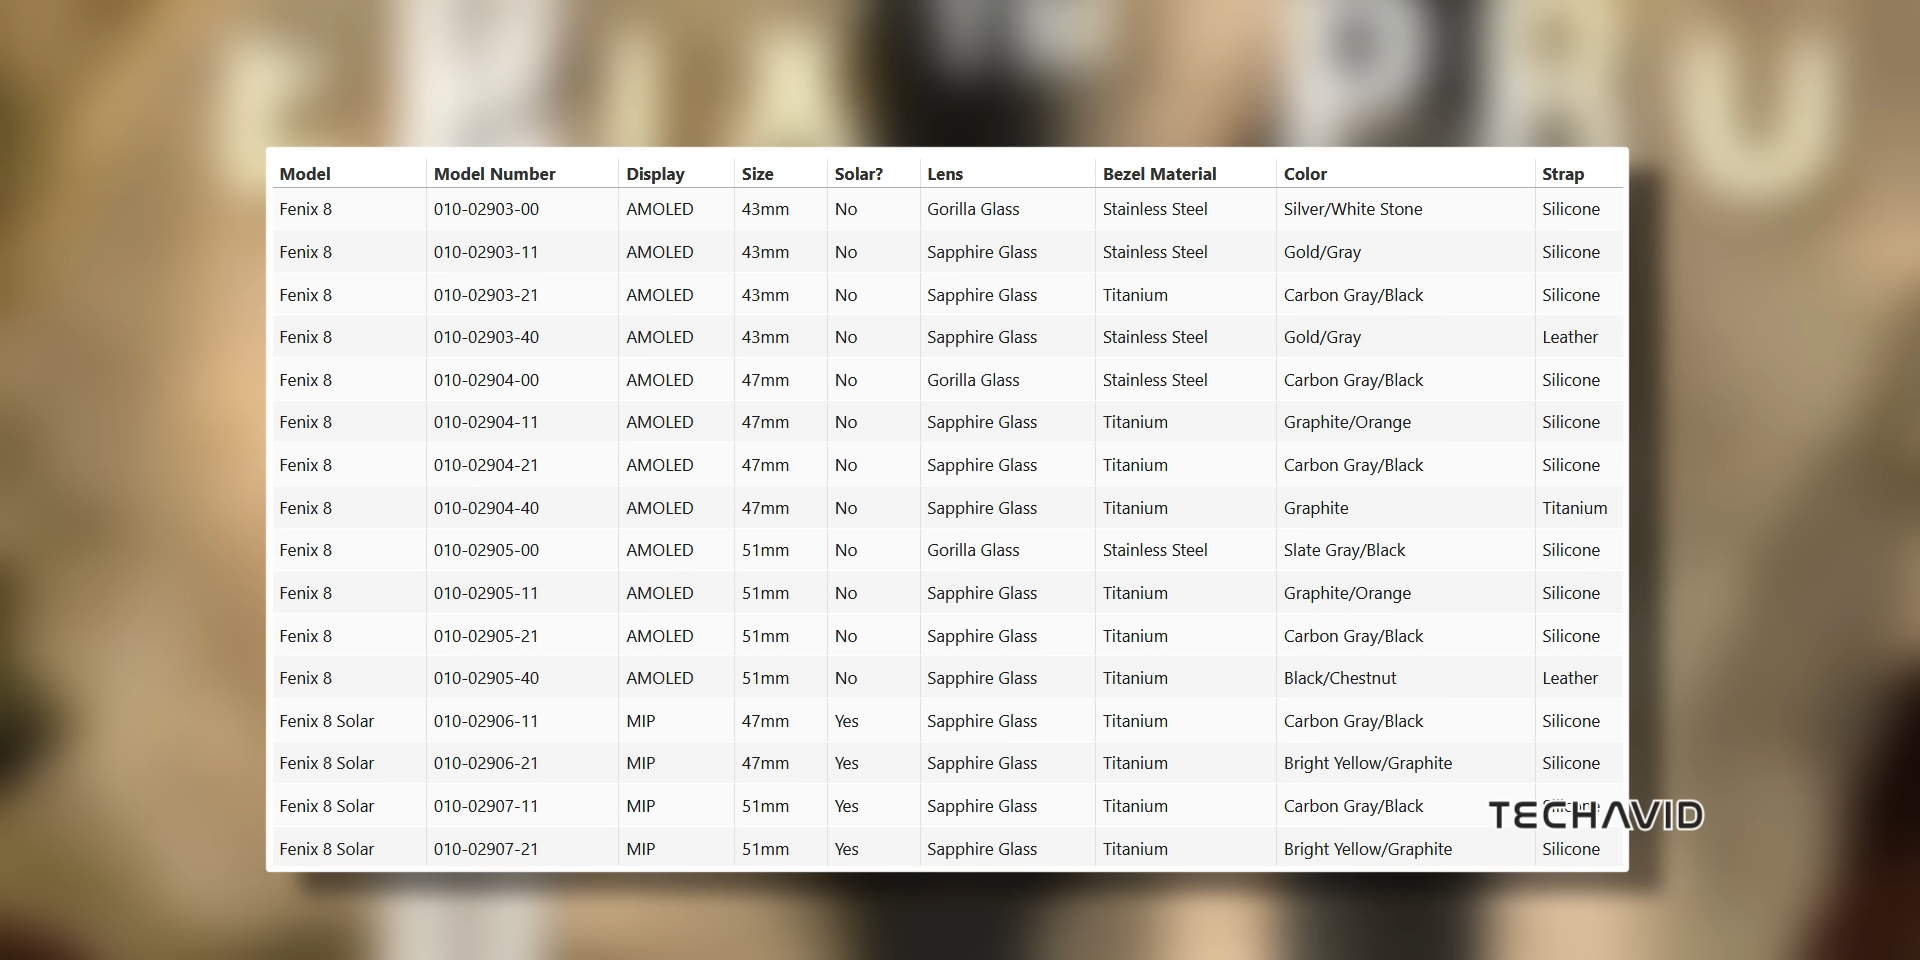 Model Model Number Display Size Solar? Lens Bezel Material Color Strap
Fenix 8 010-02903-00 AMOLED 43mm No Gorilla Glass Stainless Steel Silver/White Stone Silicone
Fenix 8 010-02903-11 AMOLED 43mm No Sapphire Glass Stainless Steel Gold/Gray Silicone
Fenix 8 010-02903-21 AMOLED 43mm No Sapphire Glass Titanium Carbon Gray/Black Silicone
Fenix 8 010-02903-40 AMOLED 43mm No Sapphire Glass Stainless Steel Gold/Gray Leather
Fenix 8 010-02904-00 AMOLED 47mm No Gorilla Glass Stainless Steel Carbon Gray/Black Silicone
Fenix 8 010-02904-11 AMOLED 47mm No Sapphire Glass Titanium Graphite/Orange Silicone
Fenix 8 010-02904-21 AMOLED 47mm No Sapphire Glass Titanium Carbon Gray/Black Silicone
Fenix 8 010-02904-40 AMOLED 47mm No Sapphire Glass Titanium Graphite Titanium
Fenix 8 010-02905-00 AMOLED 51mm No Gorilla Glass Stainless Steel Slate Gray/Black Silicone
Fenix 8 010-02905-11 AMOLED 51mm No Sapphire Glass Titanium Graphite/Orange Silicone
Fenix 8 010-02905-21 AMOLED 51mm No Sapphire Glass Titanium Carbon Gray/Black Silicone
Fenix 8 010-02905-40 AMOLED 51mm No Sapphire Glass Titanium Black/Chestnut Leather
Fenix 8 Solar 010-02906-11 MIP 47mm Yes Sapphire Glass Titanium Carbon Gray/Black Silicone
Fenix 8 Solar 010-02906-21 MIP 47mm Yes Sapphire Glass Titanium Bright Yellow/Graphite Silicone
Fenix 8 Solar 010-02907-11 MIP 51mm Yes Sapphire Glass Titanium Carbon Gray/Black Silicone
TECHAVID
Fenix 8 Solar 010-02907-21 MIP 51mm Yes Sapphire Glass Titanium Bright Yellow/Graphite Silicone